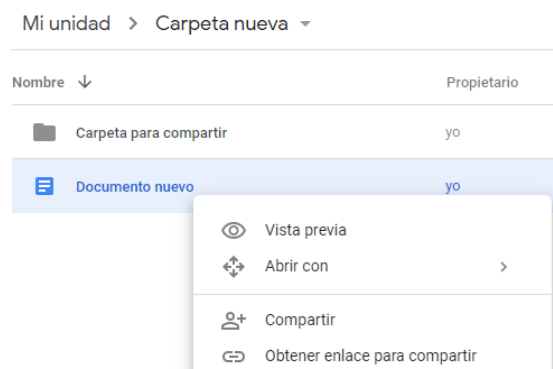 Mi unidad > Carpeta nueva
Nombre Propietario
Carpeta para compartir yo
Documento nuevo yo
Vista previa
Abrir con
Compartir
Obtener enlace para compartir